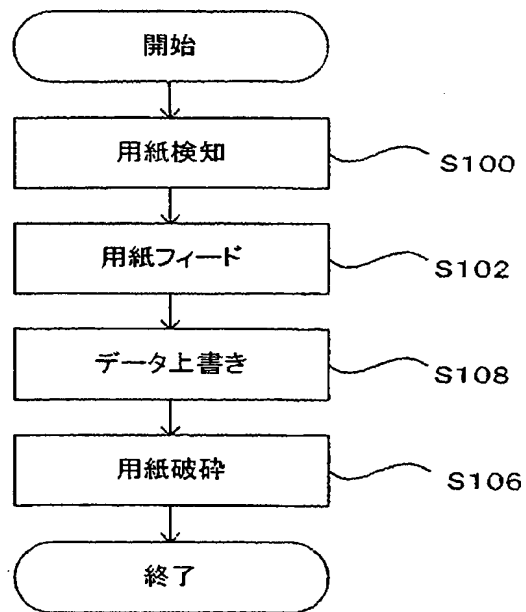 開始
用紙検知
S100
用紙フィード
S102
データ上書き
S108
用紙破砕
S106
終了